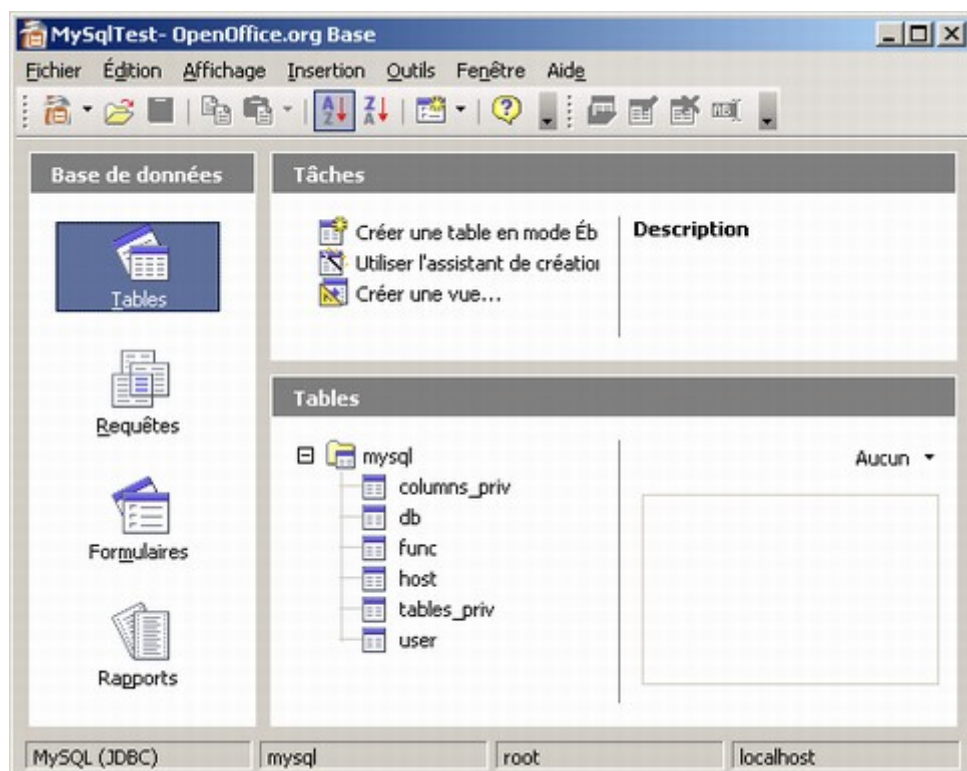 MySqlTest- OpenOffice.org Base
Fichier Édition Affichage Insertion Outils Fenêtre Aide
Base de données
Tables
Requêtes
Formulaires
Rapports
Tâches
Créer une table en mode Éb
Utiliser l'assistant de création
Créer une vue...
Description
Tables
mysql
columns_priv
db
func
host
tables_priv
user
Aucun
MySQL (JDBC) mysql root localhost